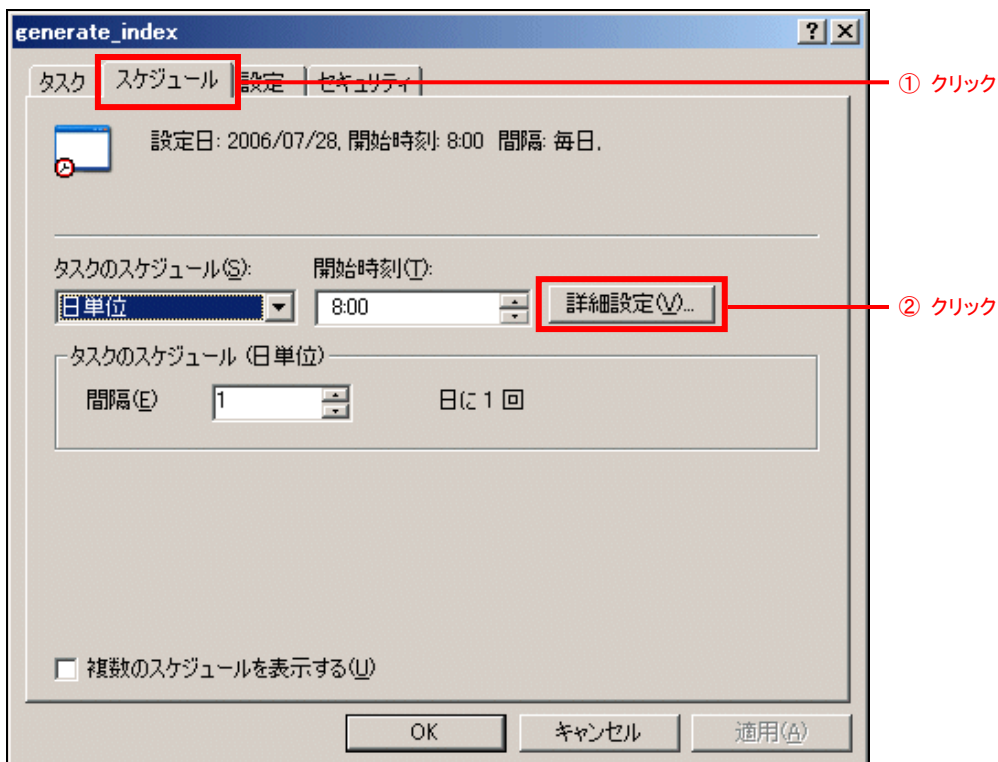 generate_index
タスク スケジュール 設定 セキュリティ
① クリック
設定日: 2006/07/28, 開始時刻: 8:00 間隔: 毎日,
タスクのスケジュール(S): 開始時刻(T):
日単位 8:00 詳細設定(V)...
② クリック
タスクのスケジュール (日単位)
間隔(E) 1 日に 1 回
複数のスケジュールを表示する(U)
OK キャンセル 適用(A)